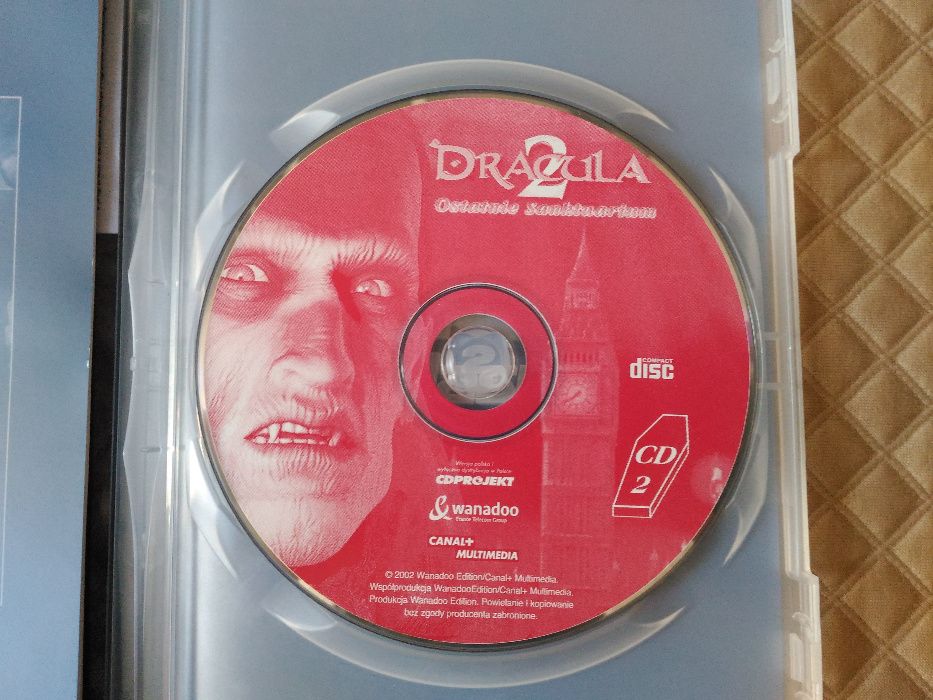 DRACULA 2
Ostatnie Sanktuarium
COMPACT
disc
CD
2
Wersja polska i
wyłączna dystrybucja w Polsce
CDPROJEKT
& wanadoo
France Telecom Group
CANAL+
MULTIMEDIA
© 2002 Wanadoo Edition/Canal+ Multimedia.
Współprodukcja WanadooEdition/Canal+ Multimedia.
Produkcja Wanadoo Edition. Powielanie i kopiowanie
bez zgody producenta zabronione.